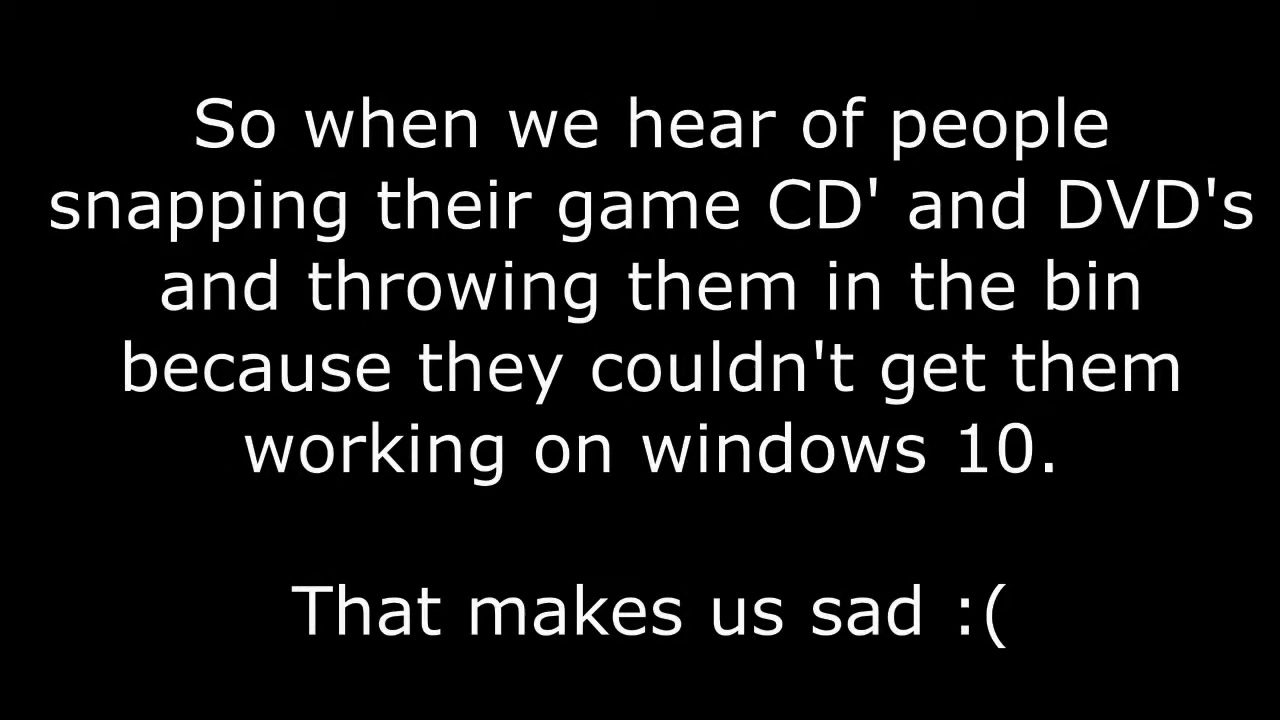 So when we hear of people
snapping their game CD' and DVD's
and throwing them in the bin
because they couldn't get them
working on windows 10.
That makes us sad :(